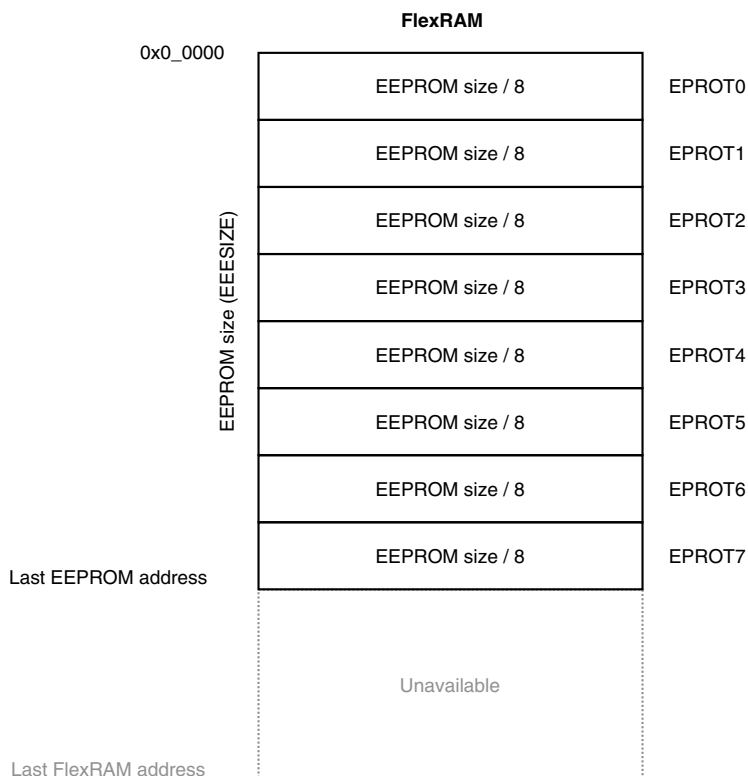 FlexRAM
0x0_0000
EEPROM size / 8 EPROT0
EEPROM size / 8 EPROT1
EEPROM size / 8 EPROT2
EEPROM size / 8 EPROT3
EEPROM size (EEESIZE)
EEPROM size / 8 EPROT4
EEPROM size / 8 EPROT5
EEPROM size / 8 EPROT6
EEPROM size / 8 EPROT7
Last EEPROM address
Unavailable
Last FlexRAM address